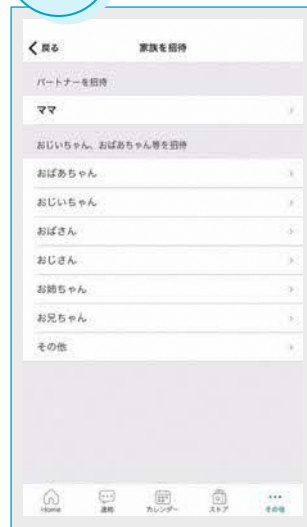 戻る 家族を招待
パートナーを招待
ママ
おじいちゃん、おばあちゃん等を招待
おばあちゃん
おじいちゃん
おばさん
おじさん
お姉ちゃん
お兄ちゃん
その他
Home 連絡 カレンダー ストア その他